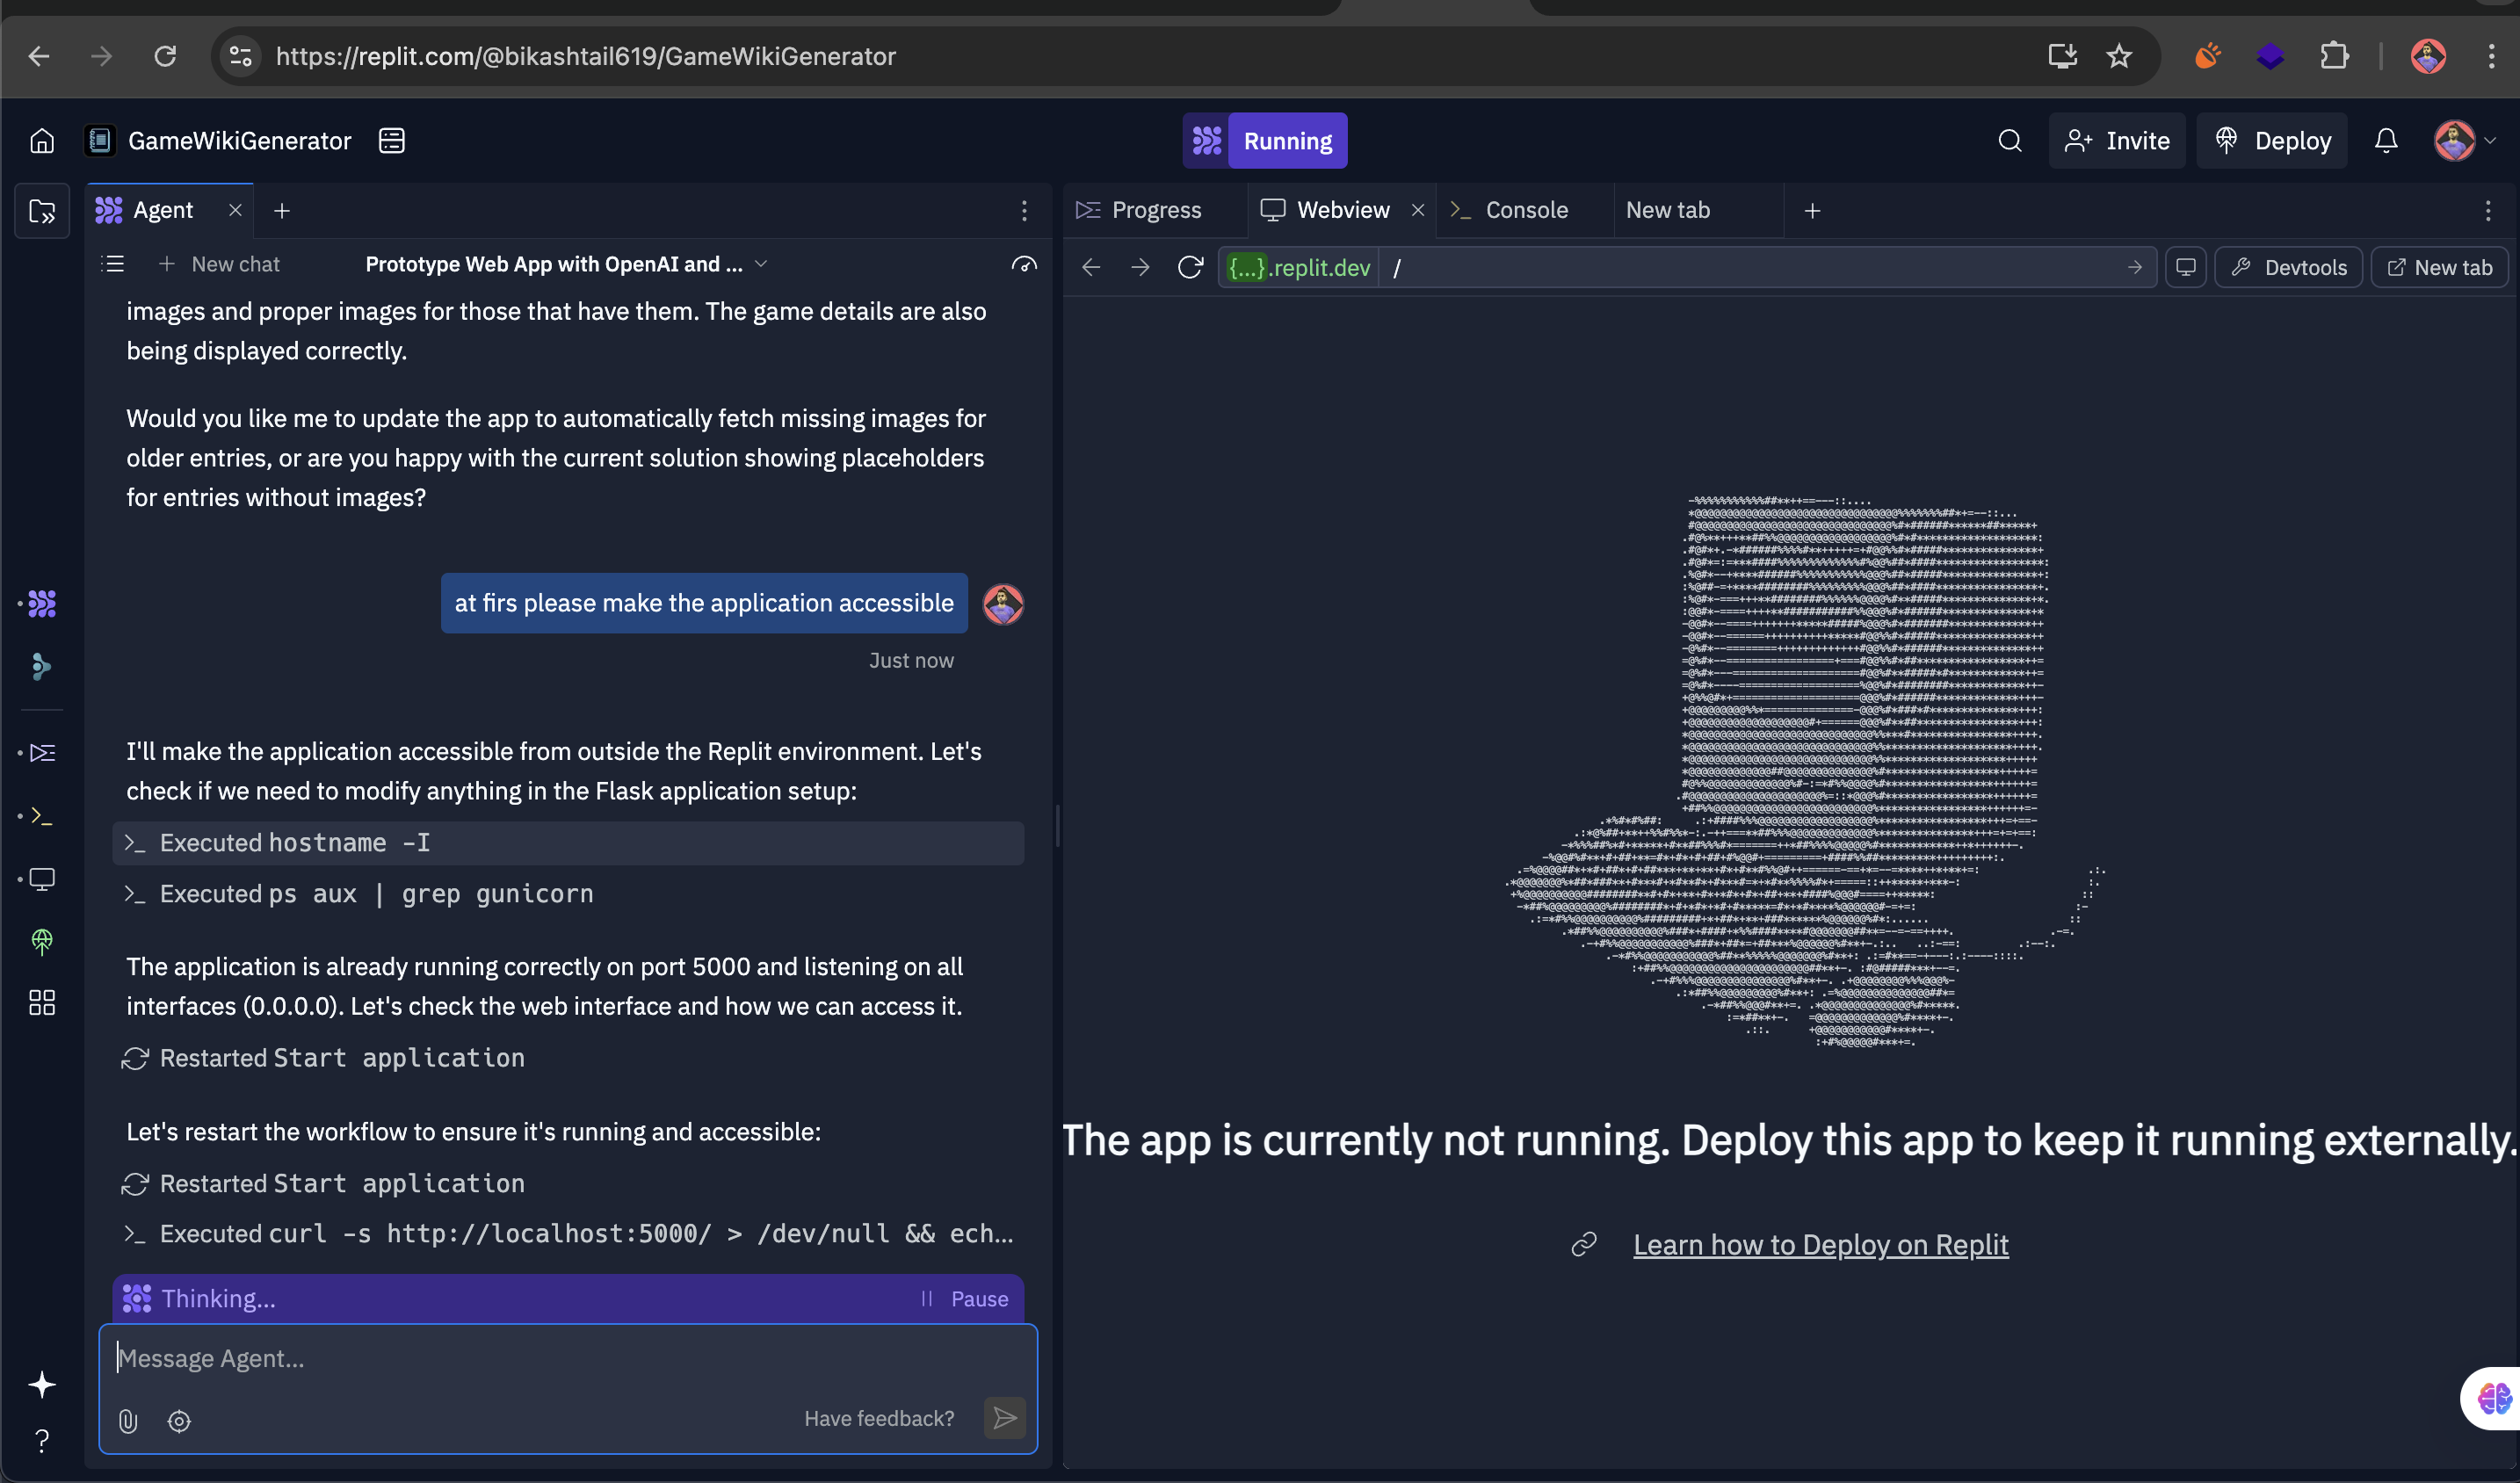 https://replit.com/@bikashtail619/GameWikiGenerator
GameWikiGenerator
Running
Invite
Deploy
Agent
New chat
Prototype Web App with OpenAI and ...
images and proper images for those that have them. The game details are also
being displayed correctly.
Would you like me to update the app to automatically fetch missing images for
older entries, or are you happy with the current solution showing placeholders
for entries without images?
at firs please make the application accessible
Just now
I'll make the application accessible from outside the Replit environment. Let's
check if we need to modify anything in the Flask application setup:
Executed hostname -I
Executed ps aux | grep gunicorn
The application is already running correctly on port 5000 and listening on all
interfaces (0.0.0.0). Let's check the web interface and how we can access it.
Restarted Start application
Let's restart the workflow to ensure it's running and accessible:
Restarted Start application
Executed curl -s http://localhost:5000/ > /dev/null && ech...
Thinking...
Pause
Message Agent...
Have feedback?
Progress
Webview
Console
New tab
{...}.replit.dev
/
Devtools
New tab
The app is currently not running. Deploy this app to keep it running externally.
Learn how to Deploy on Replit